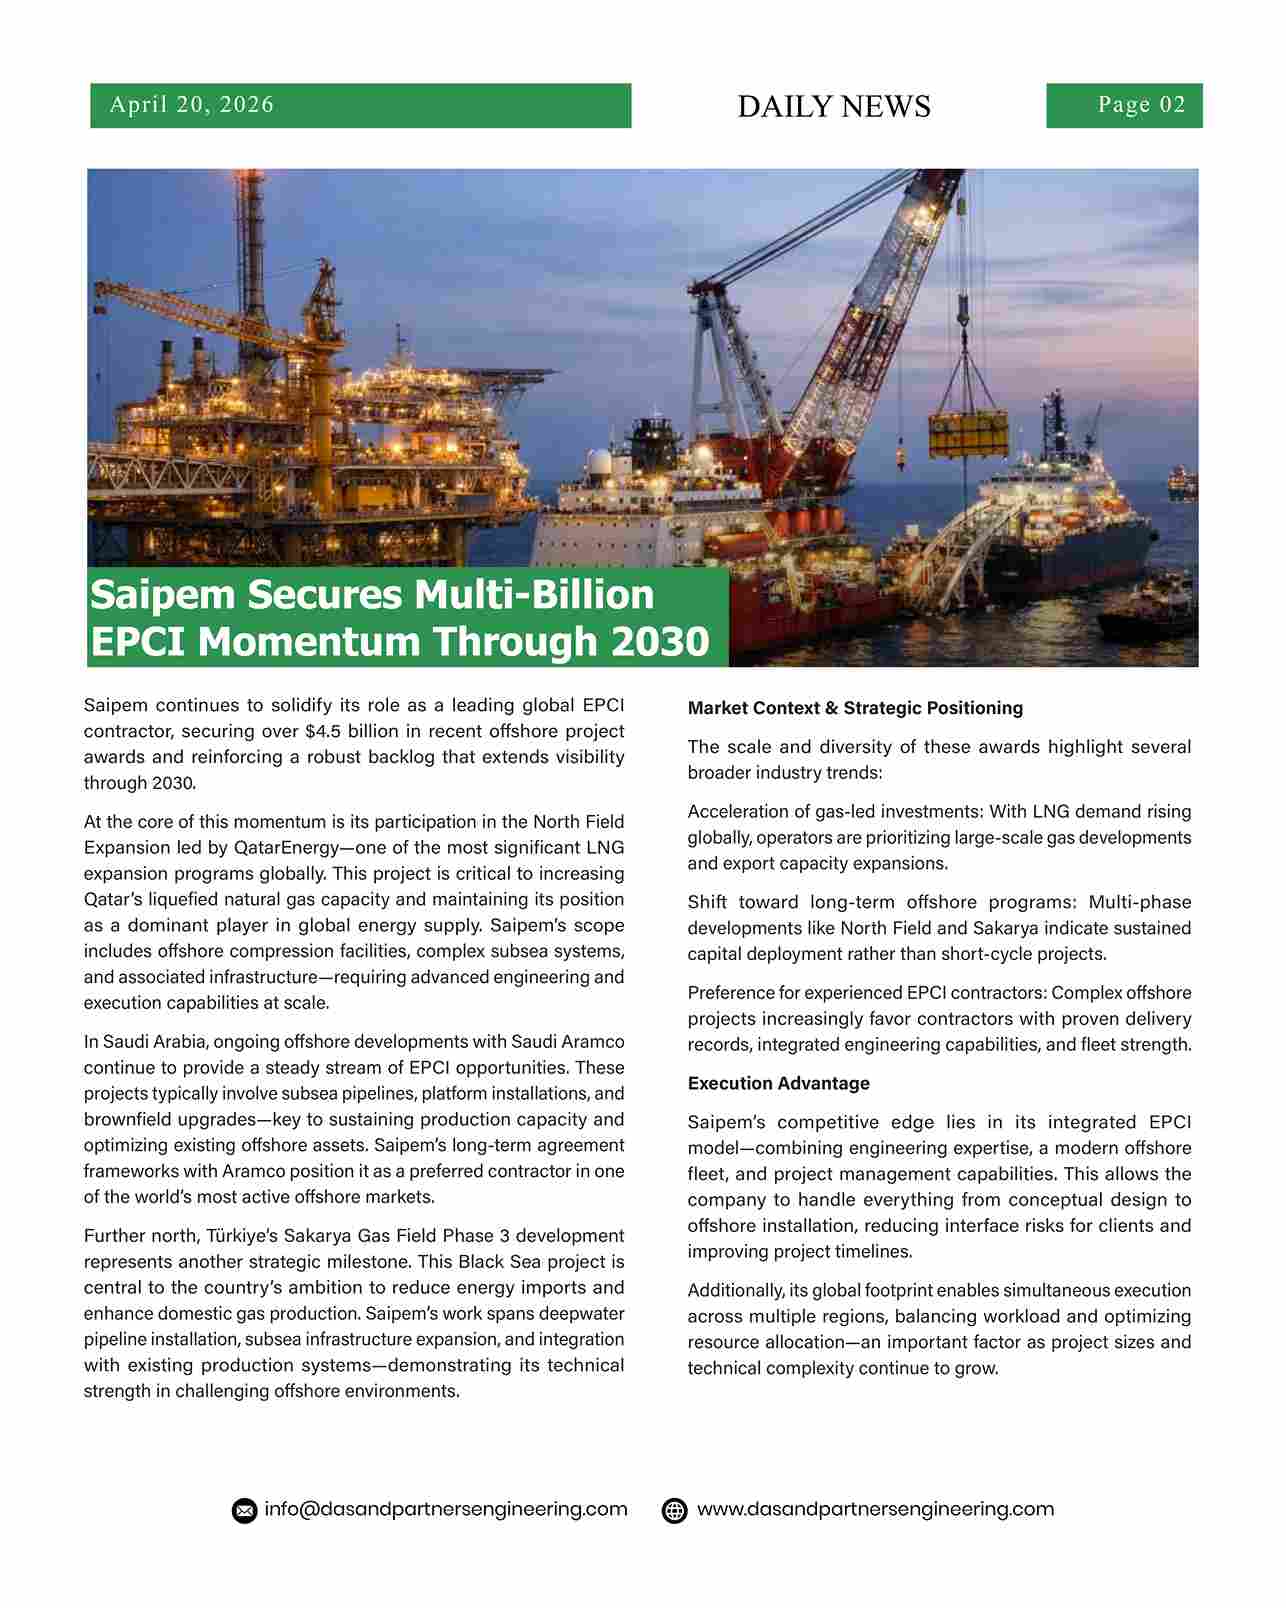 April 20, 2026
DAILY NEWS
Page 02
Saipem Secures Multi-Billion
EPCI Momentum Through 2030
Saipem continues to solidify its role as a leading global EPCI
contractor, securing over $4.5 billion in recent offshore project
awards and reinforcing a robust backlog that extends visibility
through 2030.
At the core of this momentum is its participation in the North Field
Expansion led by QatarEnergy—one of the most significant LNG
expansion programs globally. This project is critical to increasing
Qatar’s liquefied natural gas capacity and maintaining its position
as a dominant player in global energy supply. Saipem’s scope
includes offshore compression facilities, complex subsea systems,
and associated infrastructure—requiring advanced engineering and
execution capabilities at scale.
In Saudi Arabia, ongoing offshore developments with Saudi Aramco
continue to provide a steady stream of EPCI opportunities. These
projects typically involve subsea pipelines, platform installations, and
brownfield upgrades—key to sustaining production capacity and
optimizing existing offshore assets. Saipem’s long-term agreement
frameworks with Aramco position it as a preferred contractor in one
of the world’s most active offshore markets.
Further north, Türkiye’s Sakarya Gas Field Phase 3 development
represents another strategic milestone. This Black Sea project is
central to the country’s ambition to reduce energy imports and
enhance domestic gas production. Saipem’s work spans deepwater
pipeline installation, subsea infrastructure expansion, and integration
with existing production systems—demonstrating its technical
strength in challenging offshore environments.
Market Context & Strategic Positioning
The scale and diversity of these awards highlight several
broader industry trends:
Acceleration of gas-led investments: With LNG demand rising
globally, operators are prioritizing large-scale gas developments
and export capacity expansions.
Shift toward long-term offshore programs: Multi-phase
developments like North Field and Sakarya indicate sustained
capital deployment rather than short-cycle projects.
Preference for experienced EPCI contractors: Complex offshore
projects increasingly favor contractors with proven delivery
records, integrated engineering capabilities, and fleet strength.
Execution Advantage
Saipem’s competitive edge lies in its integrated EPCI
model—combining engineering expertise, a modern offshore
fleet, and project management capabilities. This allows the
company to handle everything from conceptual design to
offshore installation, reducing interface risks for clients and
improving project timelines.
Additionally, its global footprint enables simultaneous execution
across multiple regions, balancing workload and optimizing
resource allocation—an important factor as project sizes and
technical complexity continue to grow.
info@dasandpartnersengineering.com
www.dasandpartnersengineering.com